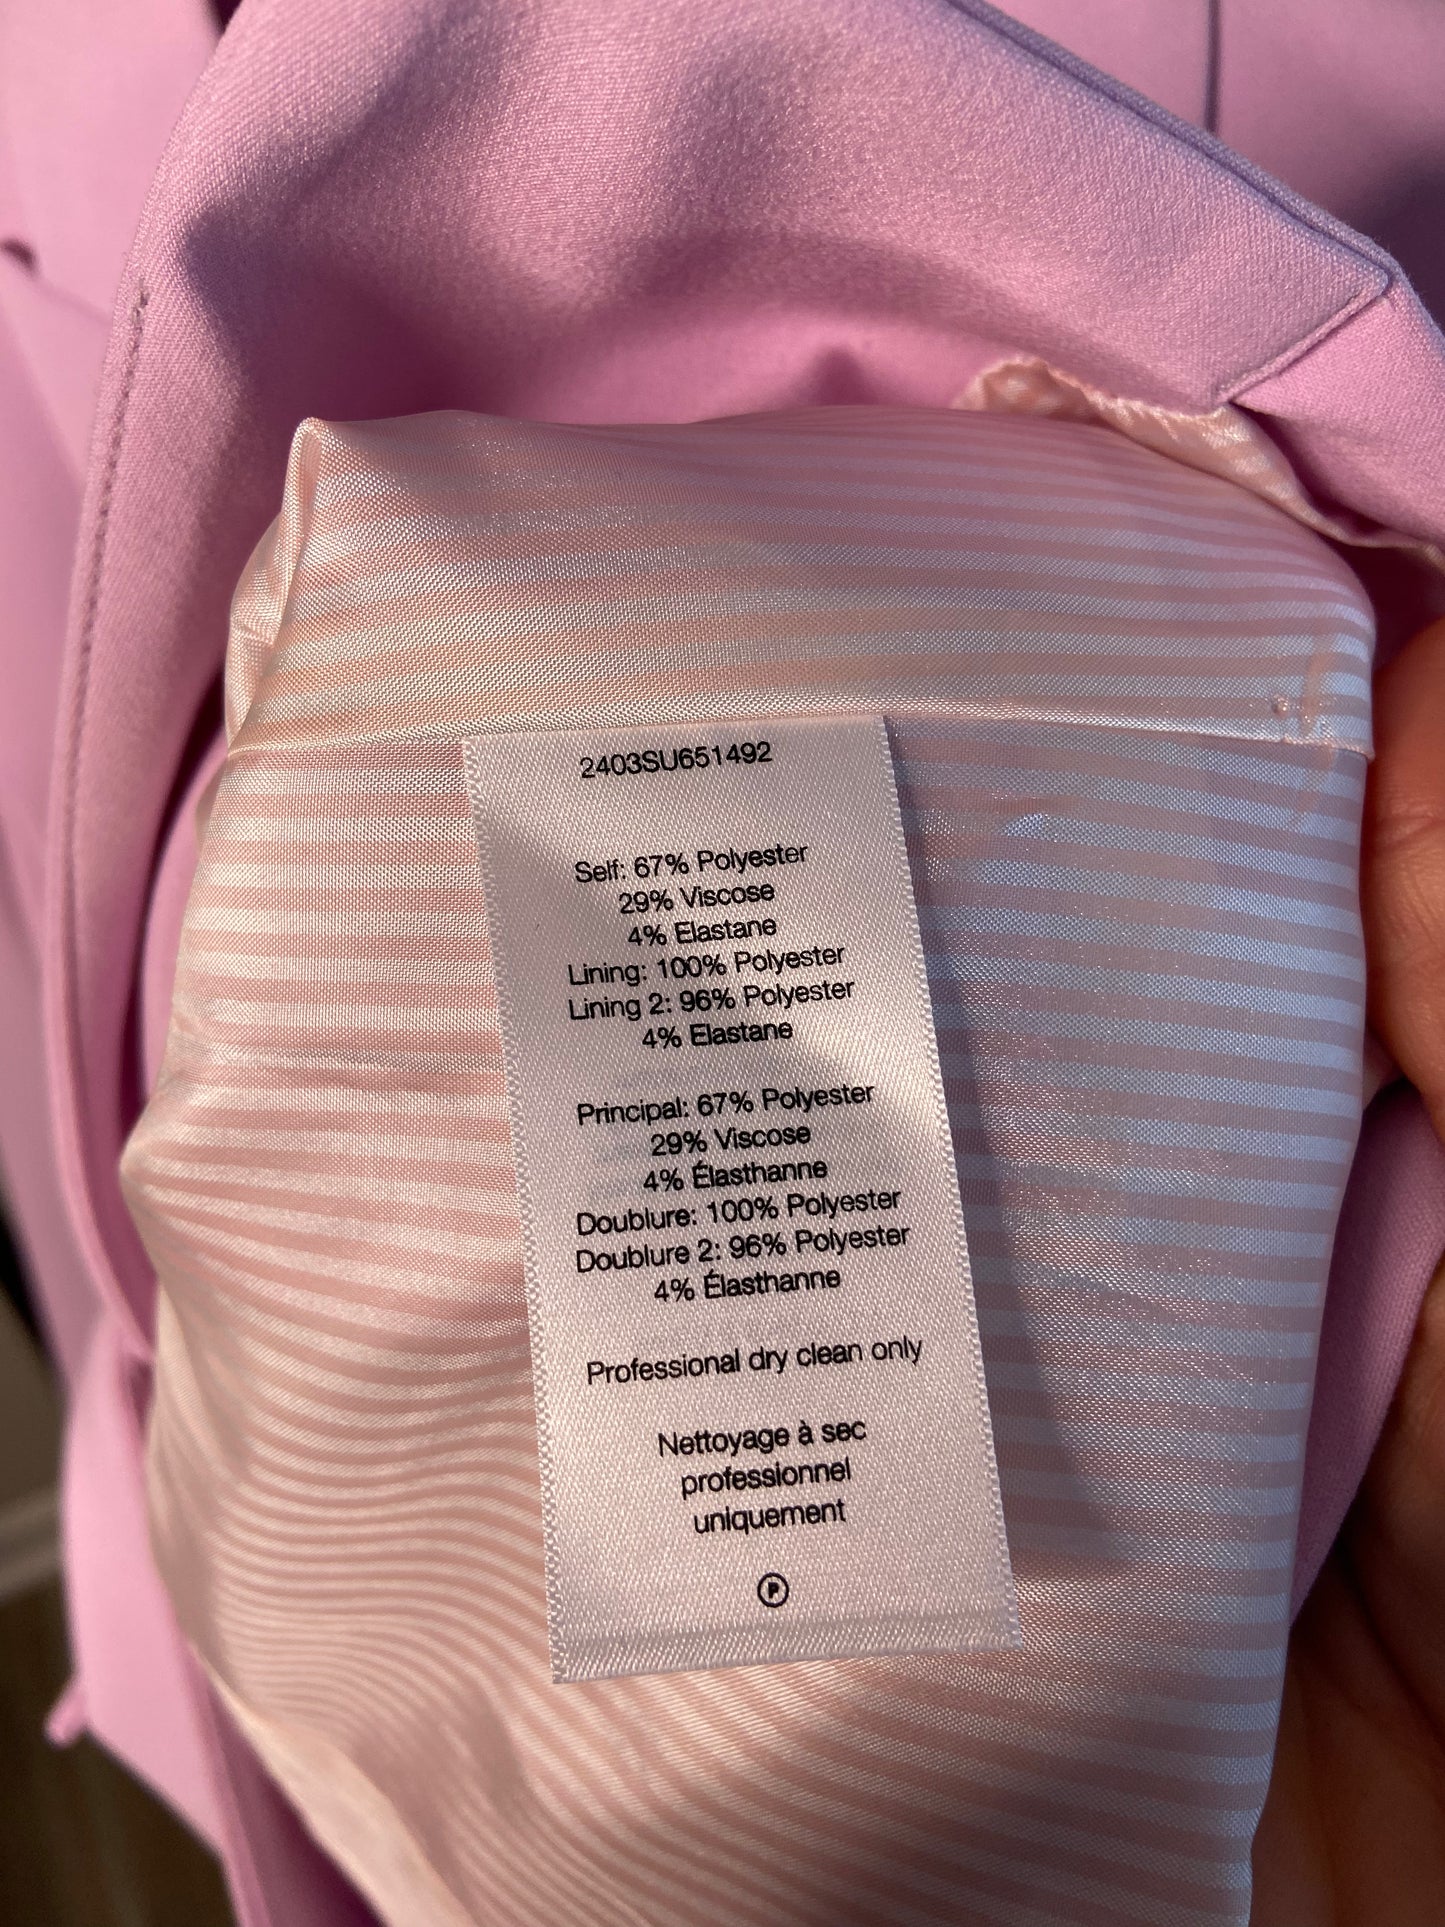 2403SU651492
Self: 67% Polyester
29% Viscose
4% Elastane
Lining: 100% Polyester
Lining 2: 96% Polyester
4% Elastane
Principal: 67% Polyester
29% Viscose
4% Élasthanne
Doublure: 100% Polyester
Doublure 2: 96% Polyester
4% Élasthanne
Professional dry clean only
Nettoyage à sec
professionnel
uniquement
P